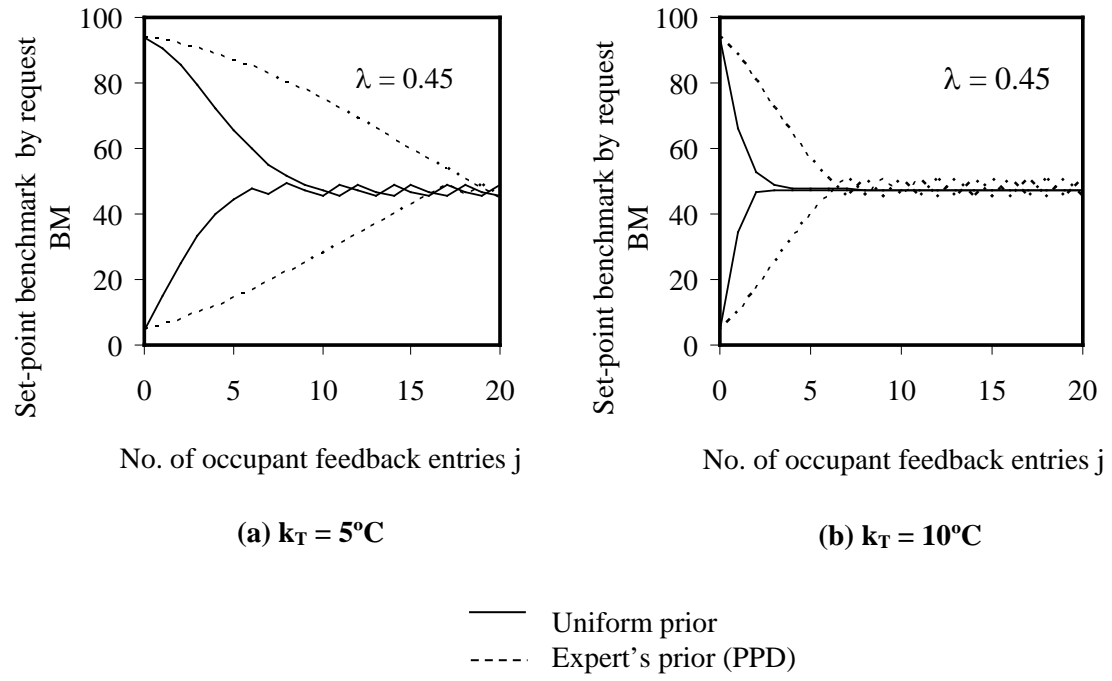 Set-point benchmark by request
BM
100
80
60
40
20
0
λ = 0.45
0 5 10 15 20
No. of occupant feedback entries j
(a) kT = 5ºC
Set-point benchmark by request
BM
100
80
60
40
20
0
λ = 0.45
0 5 10 15 20
No. of occupant feedback entries j
(b) kT = 10ºC
Uniform prior
Expert's prior (PPD)